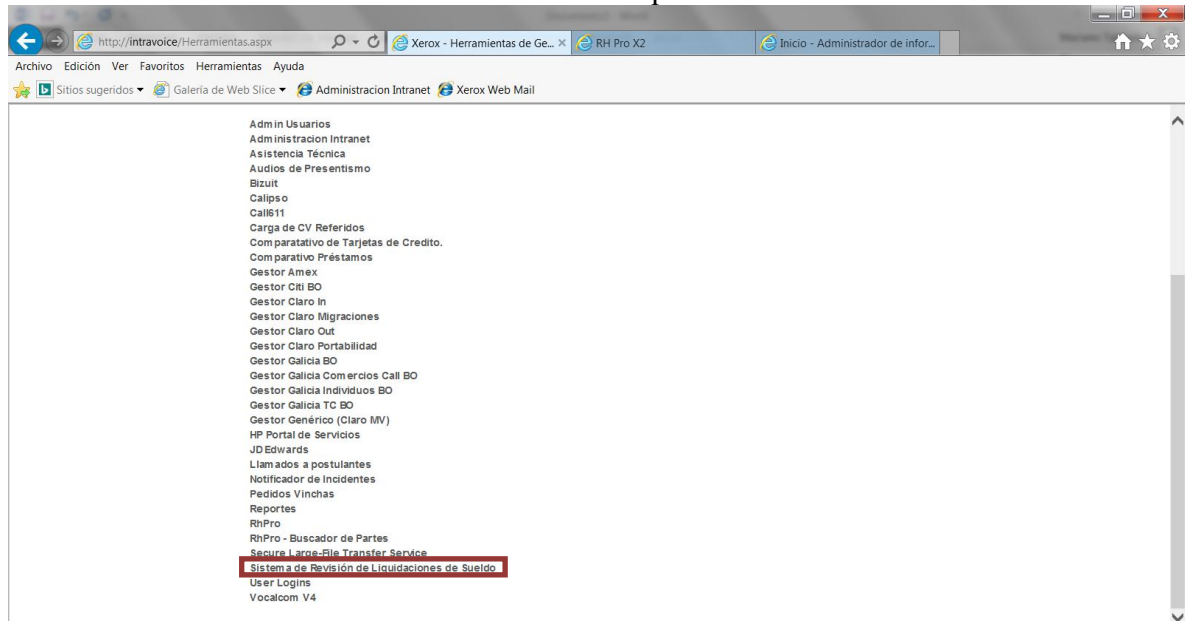 http://intravoice/Herramientas.aspx
Xerox - Herramientas de Ge...
RH Pro X2
Inicio - Administrador de infor...
Archivo Edición Ver Favoritos Herramientas Ayuda
Sitios sugeridos Galería de Web Slice Administracion Intranet Xerox Web Mail
Admin Usuarios
Administracion Intranet
Asistencia Técnica
Audios de Presentismo
Bizuit
Calipso
Call611
Carga de CV Referidos
Comparatativo de Tarjetas de Credito.
Comparativo Préstamos
Gestor Amex
Gestor Citi BO
Gestor Claro In
Gestor Claro Migraciones
Gestor Claro Out
Gestor Claro Portabilidad
Gestor Galicia BO
Gestor Galicia Comercios Call BO
Gestor Galicia Individuos BO
Gestor Galicia TC BO
Gestor Genérico (Claro MV)
HP Portal de Servicios
JDEdwards
Llamados a postulantes
Notificador de Incidentes
Pedidos Vinchas
Reportes
RhPro
RhPro - Buscador de Partes
Secure Large-File Transfer Service
Sistema de Revisión de Liquidaciones de Sueldo
User Logins
Vocalcom V4